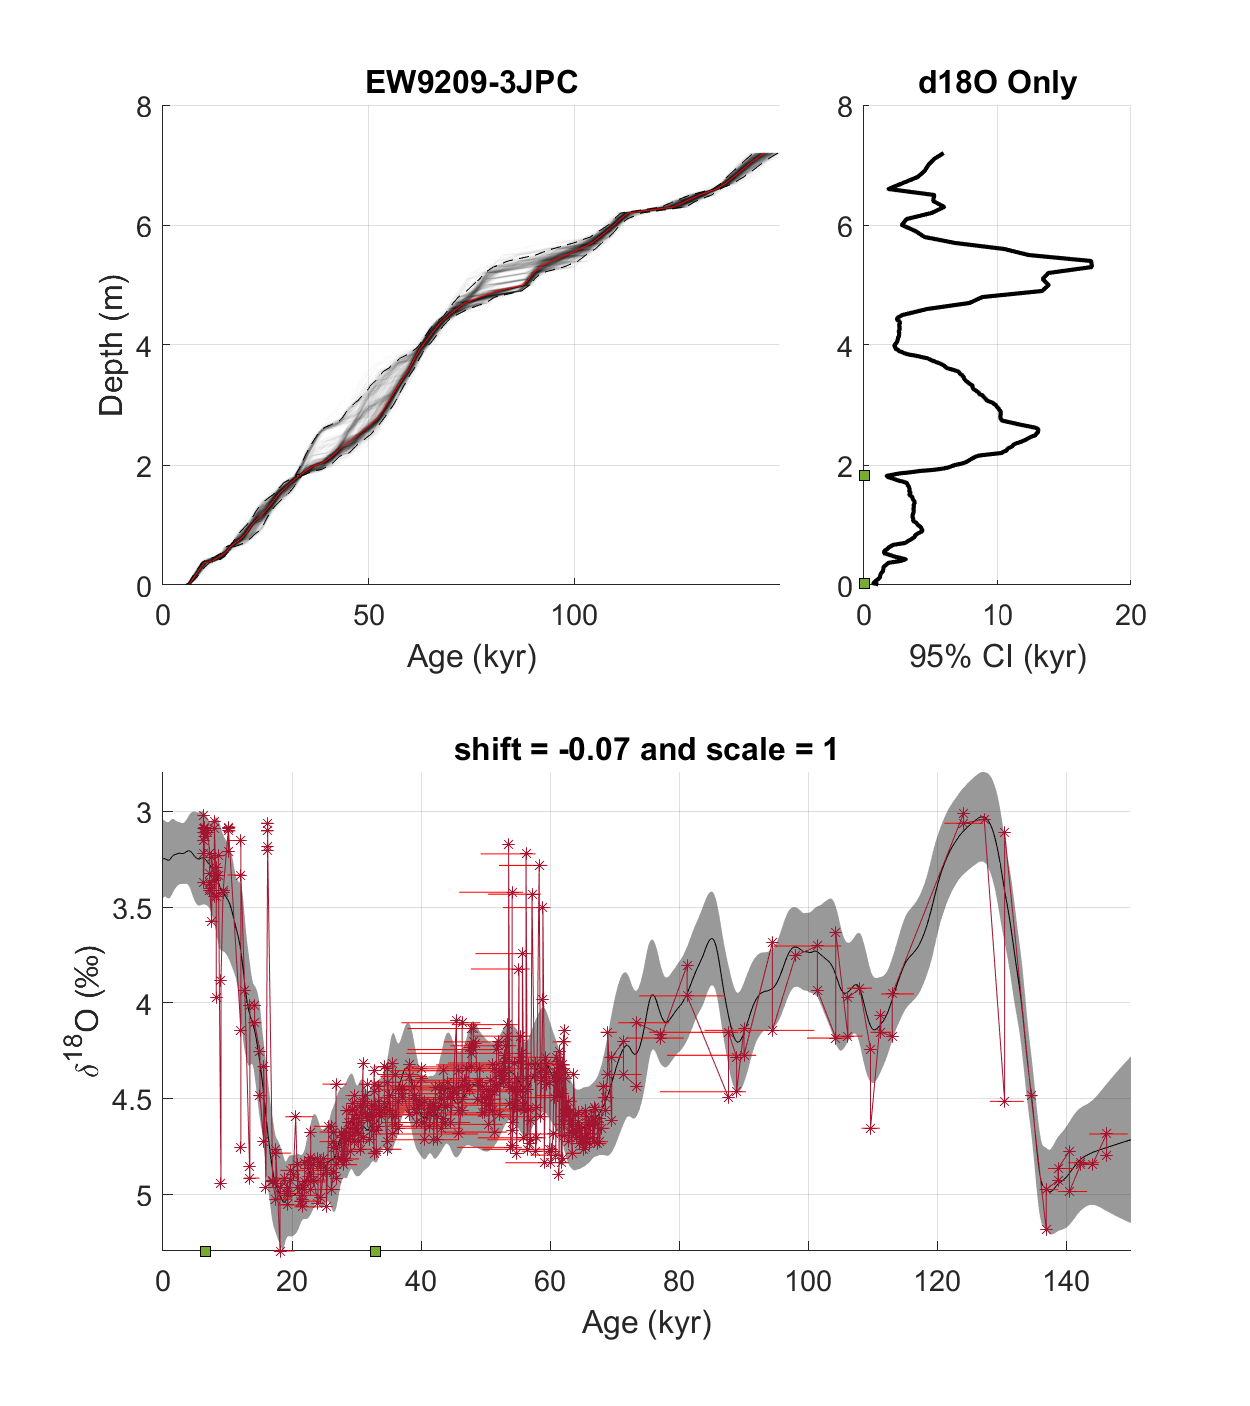 EW9209-3JPC
8
6
4
2
0
0 50 100
Depth (m)
Age (kyr)
d18O Only
8
6
4
2
0
0 10 20
95% CI (kyr)
shift = -0.07 and scale = 1
3
3.5
4
4.5
5
0 20 40 60 80 100 120 140
δ18O (‰)
Age (kyr)